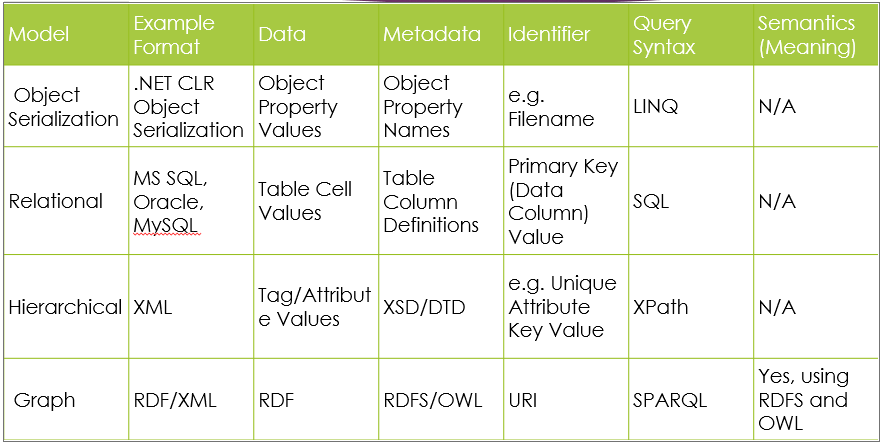 Model
Example
Format
Data
Metadata
Identifier
Query
Syntax
Semantics
(Meaning)
Object
Serialization
.NET CLR
Object
Serialization
Object
Property
Values
Object
Property
Names
e.g.
Filename
LINQ
N/A
Relational
MS SQL,
Oracle,
MySQL
Table Cell
Values
Table
Column
Definitions
Primary Key
(Data
Column)
Value
SQL
N/A
Hierarchical
XML
Tag/Attribut
e Values
XSD/DTD
e.g. Unique
Attribute
Key Value
XPath
N/A
Graph
RDF/XML
RDF
RDFS/OWL
URI
SPARQL
Yes, using
RDFS and
OWL